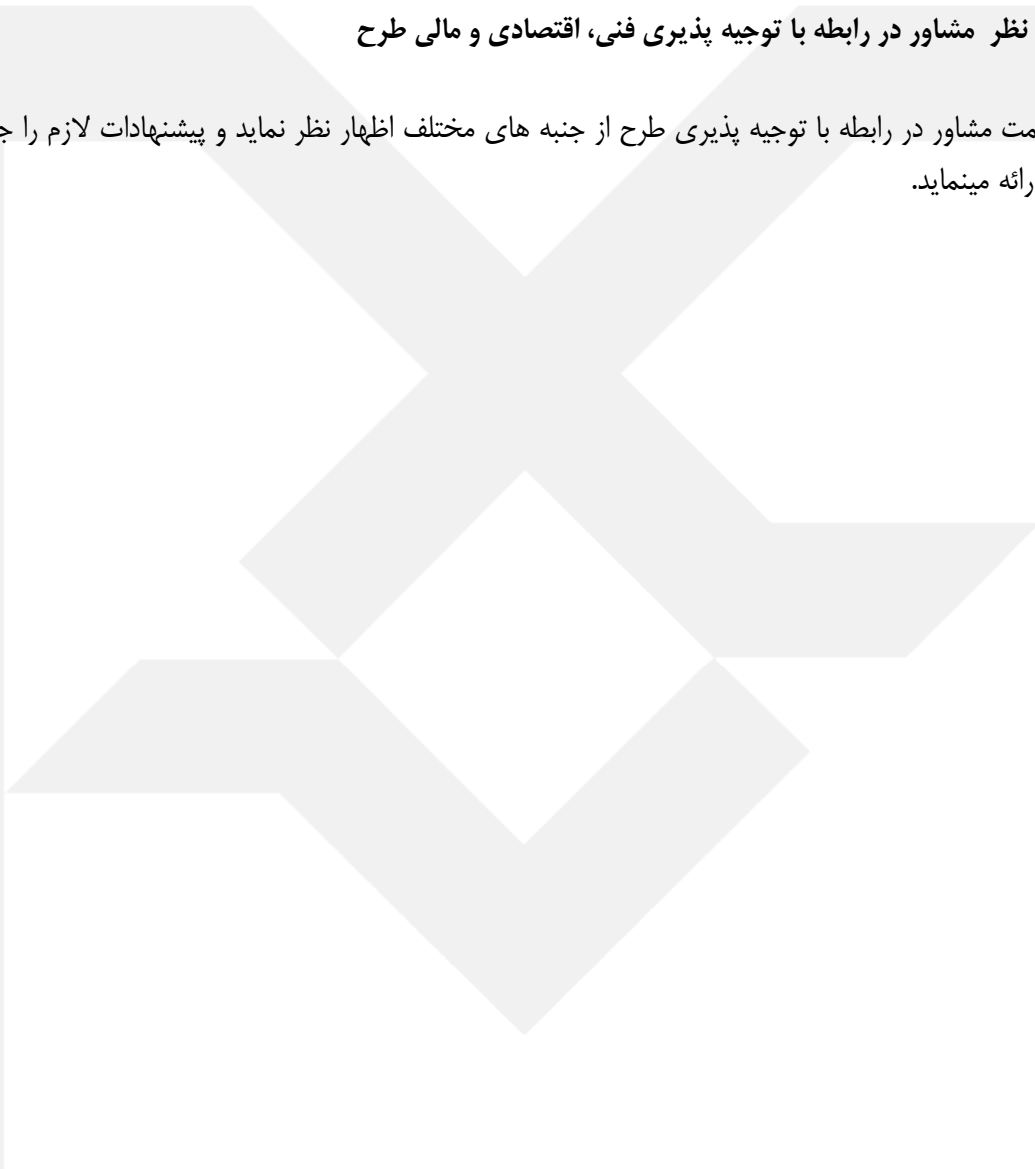 نظر مشاور در رابطه با توجیه پذیری فنی، اقتصادی و مالی طرح
مشاور در رابطه با توجیه پذیری طرح از جنبه های مختلف اظهار نظر نماید و پیشنهادات لازم را
مینماید.